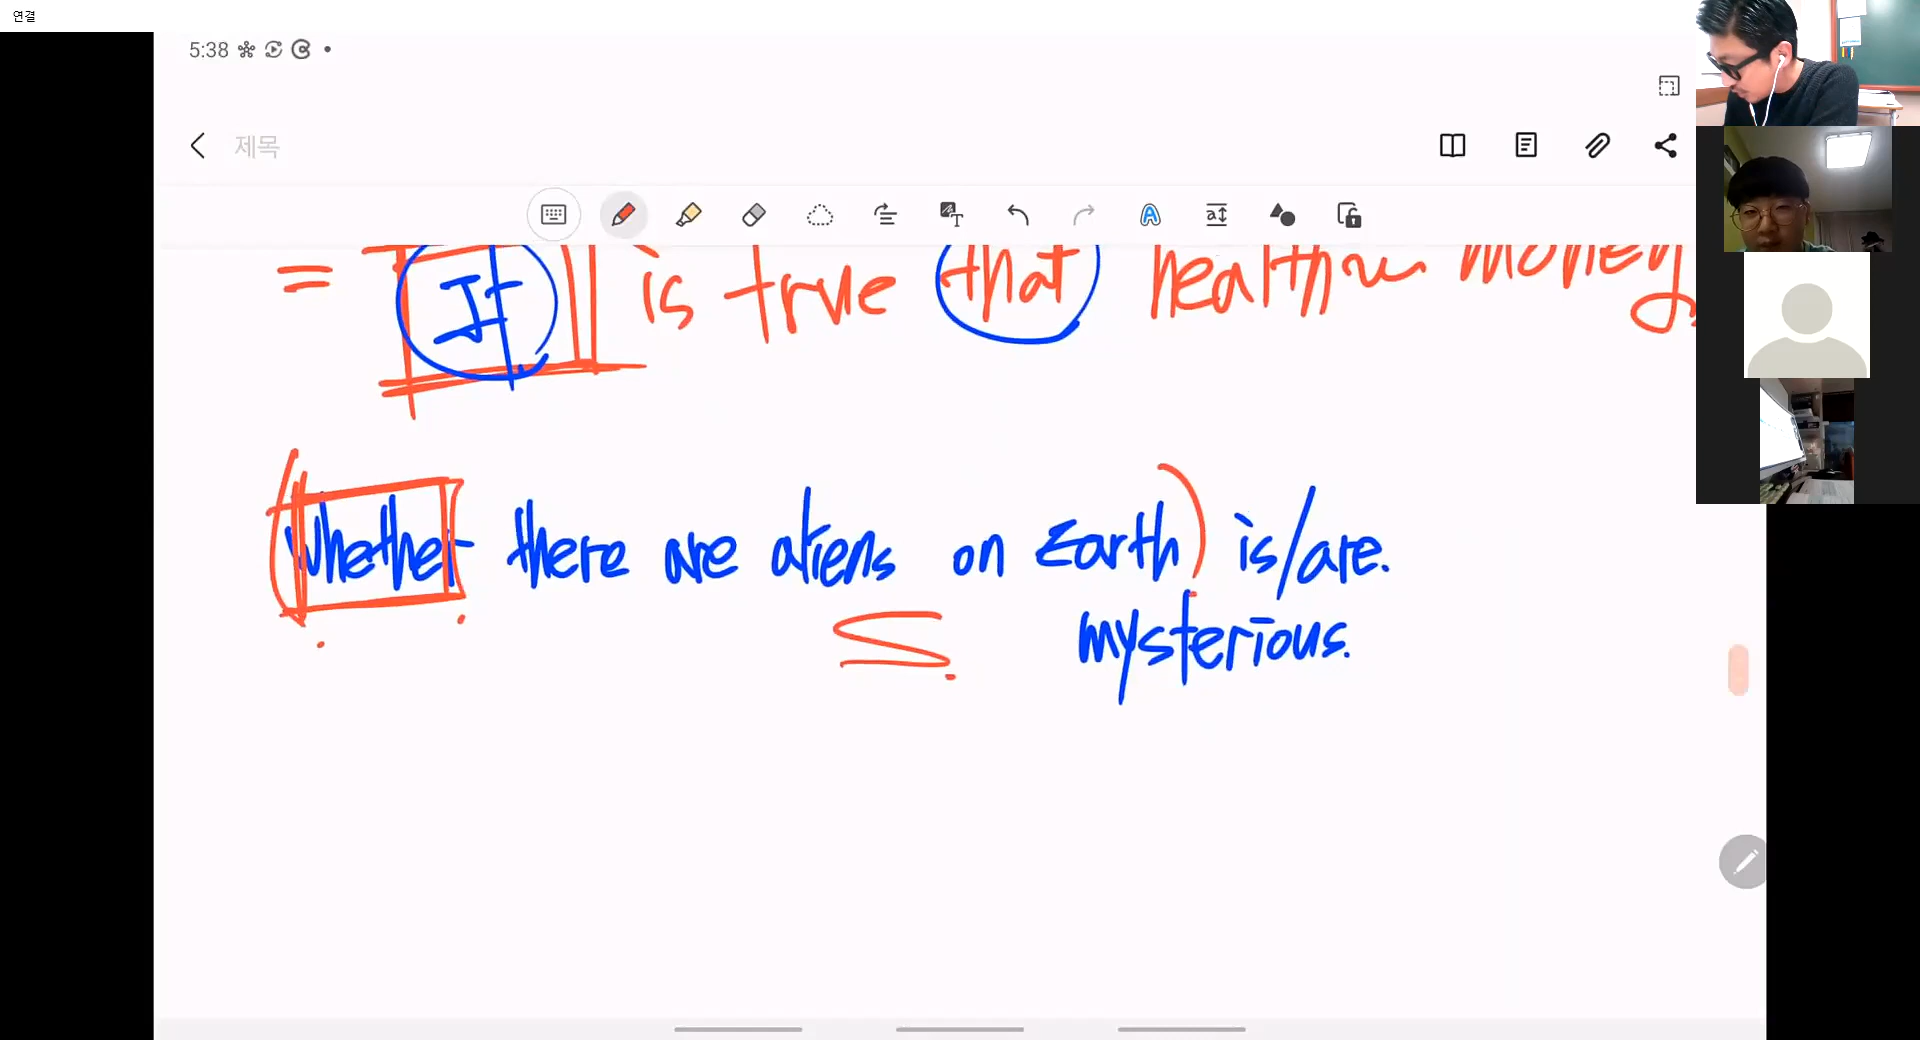 연결
5:38
제목
= It is true that health money
Whether there are aliens on Earth) is/are.
S mysterious.